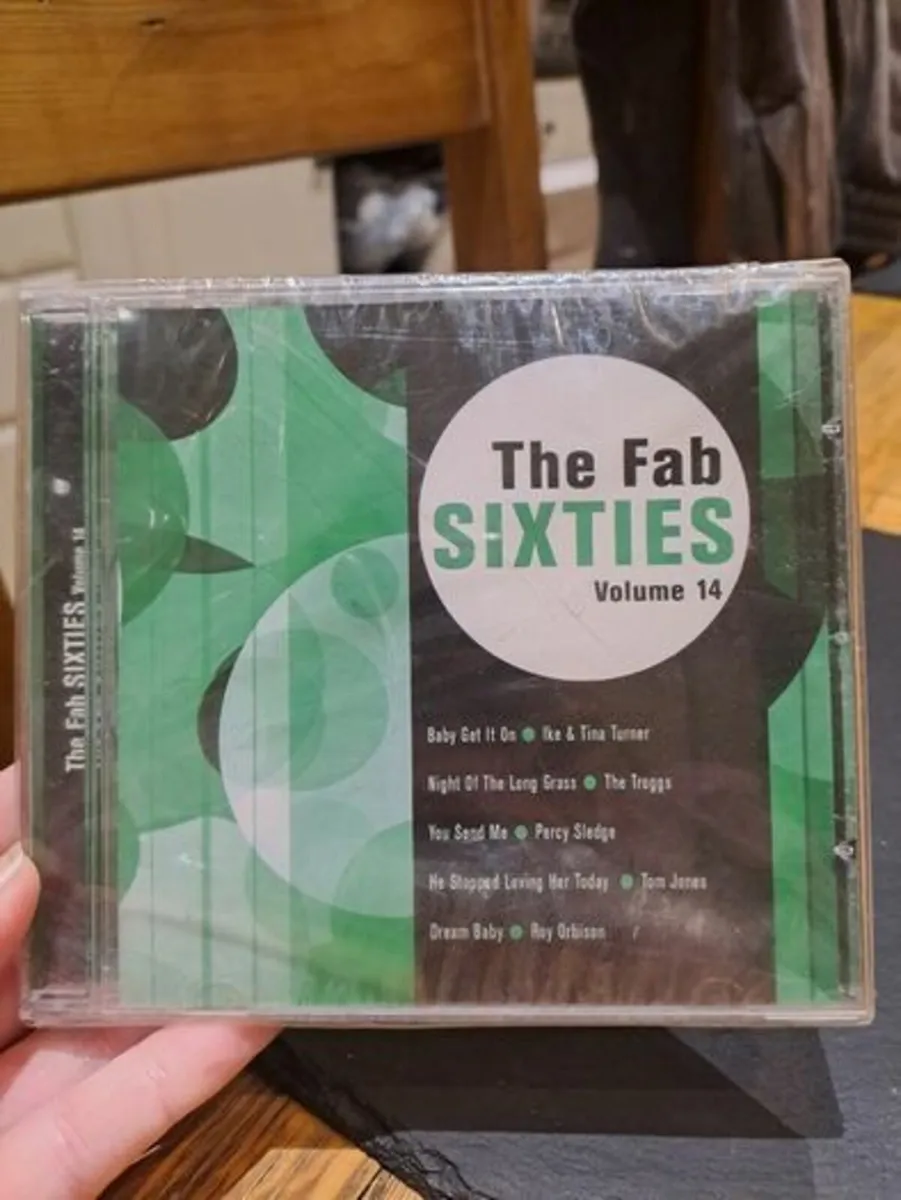 The Fab
SIXTIES
Volume 14
Baby Get It On Ike & Tina Turner
Night Of The Long Grass The Troggs
You Send Me Percy Sledge
He Stopped Loving Her Today Tom Jones
Dream Baby Roy Orbison
The Fab SIXTIES Volume 14